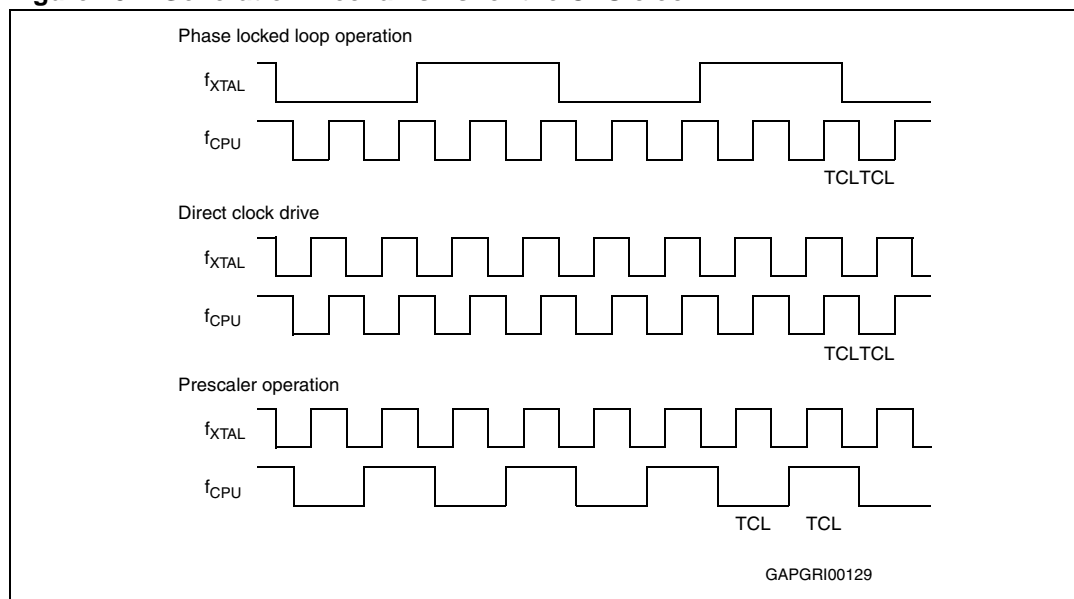 Phase locked loop operation
fXTAL
fCPU
TCLTCL
Direct clock drive
fXTAL
fCPU
TCLTCL
Prescaler operation
fXTAL
fCPU
TCL TCL
GAPGRI00129